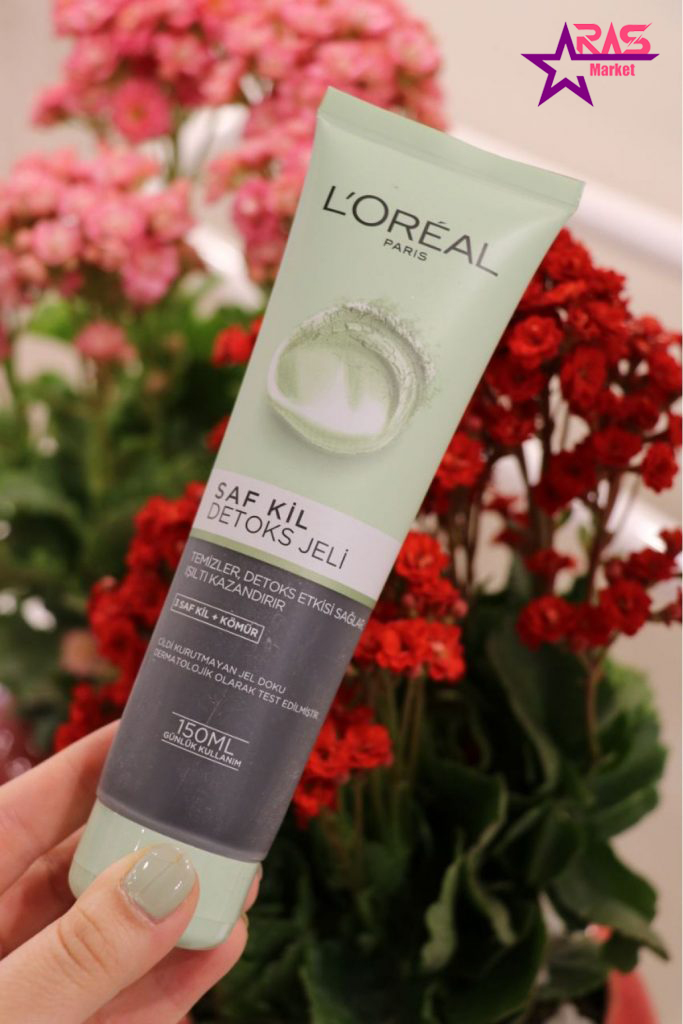 ARAS
Market
L'ORÉAL
PARIS
SAF KİL
DETOKS JELİ
TEMİZLER, DETOKS ETKİSİ SAĞLAR,
IŞILTI KAZANDIRIR
3 SAF KİL + KÖMÜR
CİLDİ KURUTMAYAN JEL DOKU
DERMATOLOJİK OLARAK TEST EDİLMİŞTİR.
150ML
GÜNLÜK KULLANIM